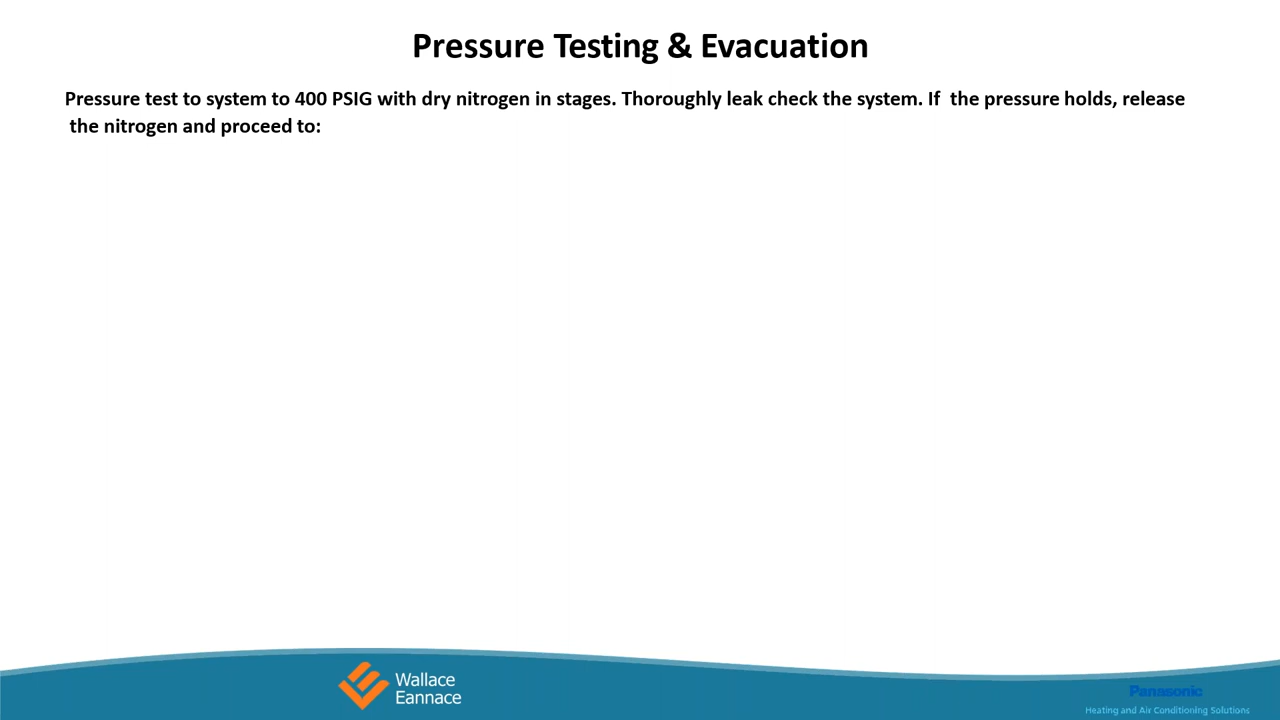 Pressure Testing & Evacuation
Pressure test to system to 400 PSIG with dry nitrogen in stages. Thoroughly leak check the system. If  the pressure holds, release
the nitrogen and proceed to:
Wallace
Eannace
Panasonic
Heating and Air Conditioning Solutions